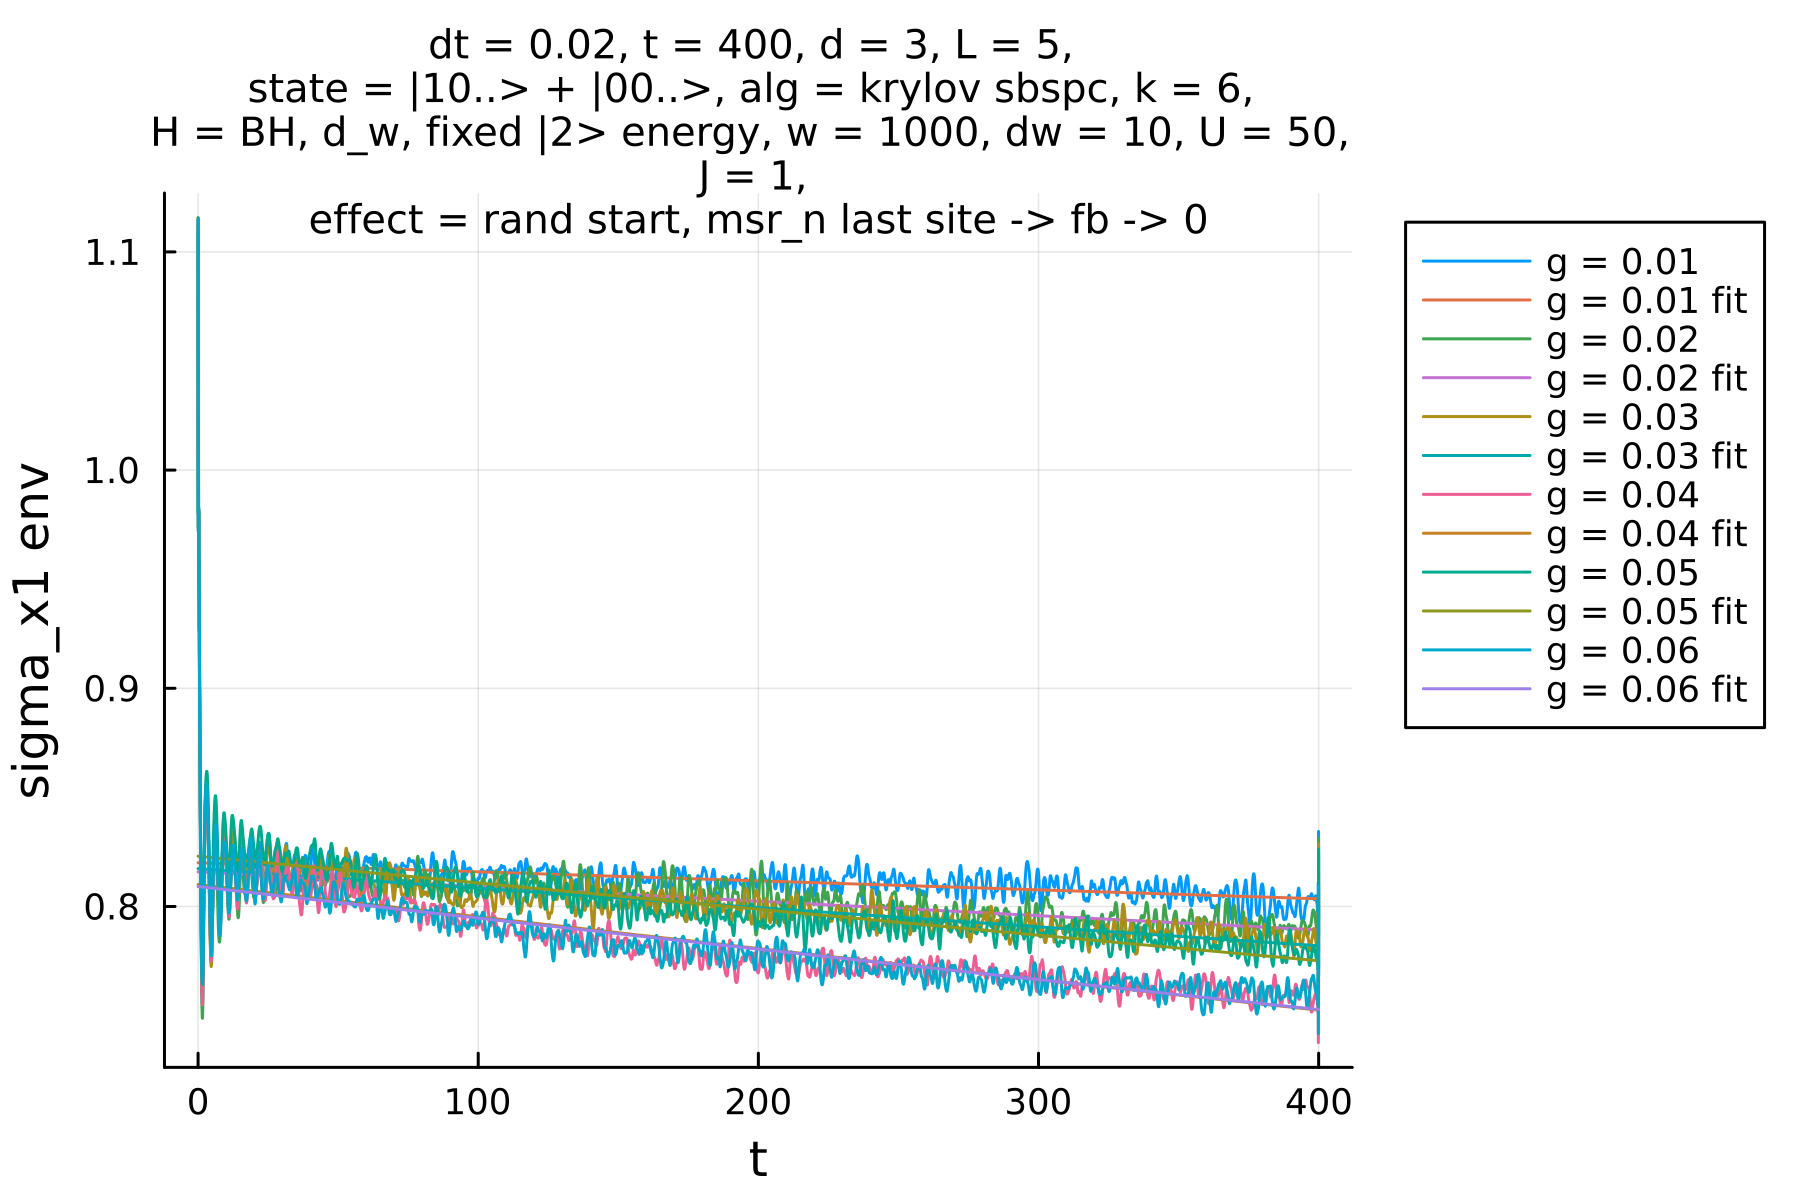 dt = 0.02, t = 400, d = 3, L = 5,
state = |10..> + |00..>, alg = krylov sbspc, k = 6,
H = BH, d_w, fixed |2> energy, w = 1000, dw = 10, U = 50,
J = 1,
effect = rand start, msr_n last site -> fb -> 0
sigma_x1 env
1.1
1.0
0.9
0.8
0
100
200
300
400
t
g = 0.01
g = 0.01 fit
g = 0.02
g = 0.02 fit
g = 0.03
g = 0.03 fit
g = 0.04
g = 0.04 fit
g = 0.05
g = 0.05 fit
g = 0.06
g = 0.06 fit